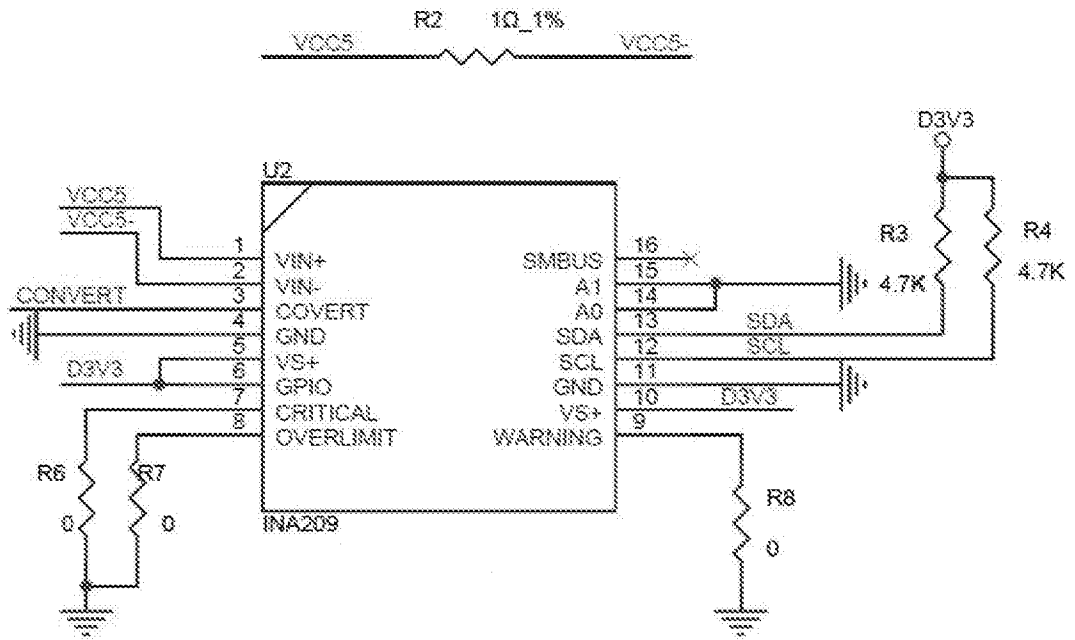 R2 1Ω_1%
VCC5 VCC5-
D3V3
U2
VCC5
VCC5-
R3 R4
4.7K 4.7K
1 VIN+ SMBUS 16
2 VIN- A1 15
CONVERT 3 COVERT A0 14
4 GND SDA 13 SDA
5 VS+ SCL 12 SCL
D3V3 6 GPIO GND 11
7 CRITICAL VS+ 10 D3V3
8 OVERLIMIT WARNING 9
R6 R7 R8
0 0 0
INA209